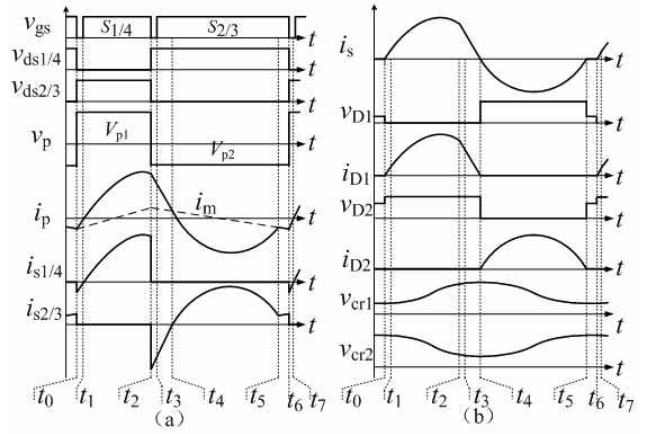 v_gs S_1/4 S_2/3 t
v_ds1/4 t
v_ds2/3 t
v_p V_p1 V_p2 t
i_p i_m t
i_s1/4 t
i_s2/3 t
t_0 t_1 t_2 t_3 t_4 t_5 t_6 t_7
(a)
i_s t
v_D1 t
i_D1 t
v_D2 t
i_D2 t
v_cr1 t
v_cr2 t
t_0 t_1 t_2 t_3 t_4 t_5 t_6 t_7
(b)